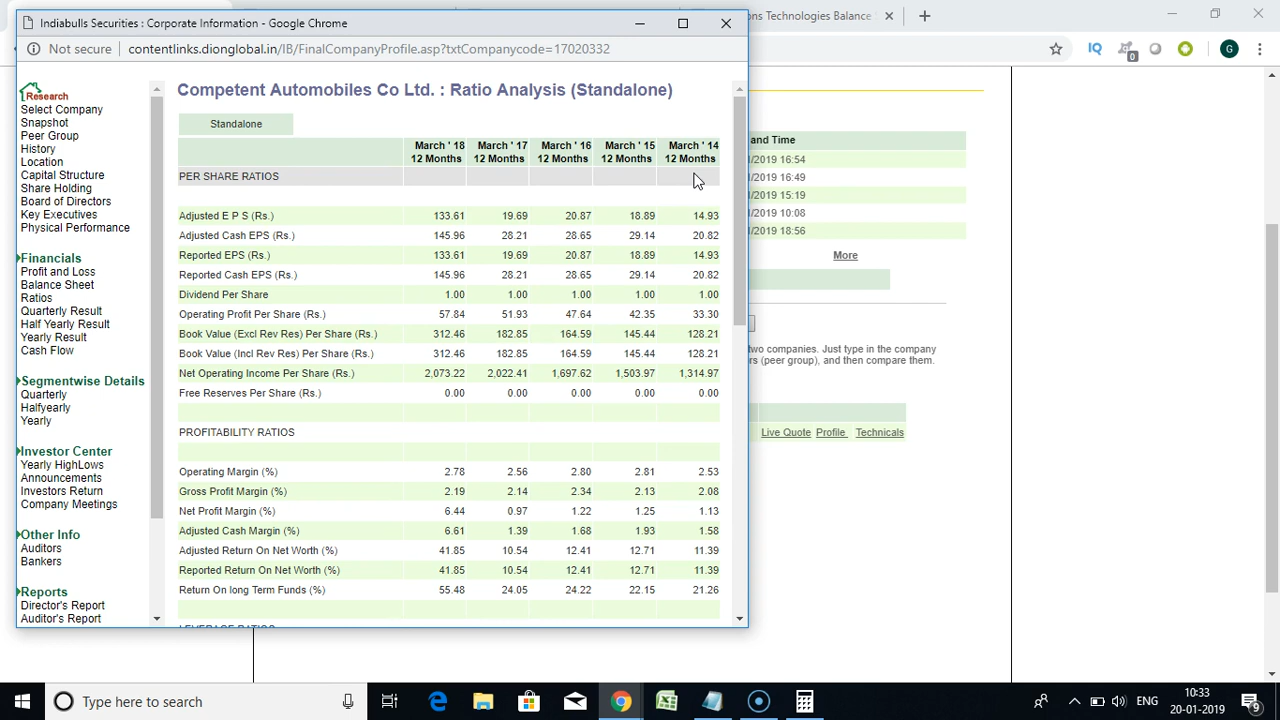 Indiabulls Securities : Corporate Information - Google Chrome
ons Technologies Balance
Not secure contentlinks.dionglobal.in/IB/FinalCompanyProfile.asp?txtCompanycode=17020332
IQ 0 G
Research
Select Company
Snapshot
Peer Group
History
Location
Capital Structure
Share Holding
Board of Directors
Key Executives
Physical Performance
Financials
Profit and Loss
Balance Sheet
Ratios
Quarterly Result
Half Yearly Result
Yearly Result
Cash Flow
Segmentwise Details
Quarterly
Halfyearly
Yearly
Investor Center
Yearly HighLows
Announcements
Investors Return
Company Meetings
Other Info
Auditors
Bankers
Reports
Director's Report
Auditor's Report
Competent Automobiles Co Ltd. : Ratio Analysis (Standalone)
Standalone
March ' 18 March ' 17 March ' 16 March ' 15 March ' 14
12 Months 12 Months 12 Months 12 Months 12 Months
PER SHARE RATIOS
Adjusted E P S (Rs.) 133.61 19.69 20.87 18.89 14.93
Adjusted Cash EPS (Rs.) 145.96 28.21 28.65 29.14 20.82
Reported EPS (Rs.) 133.61 19.69 20.87 18.89 14.93
Reported Cash EPS (Rs.) 145.96 28.21 28.65 29.14 20.82
Dividend Per Share 1.00 1.00 1.00 1.00 1.00
Operating Profit Per Share (Rs.) 57.84 51.93 47.64 42.35 33.30
Book Value (Excl Rev Res) Per Share (Rs.) 312.46 182.85 164.59 145.44 128.21
Book Value (Incl Rev Res) Per Share (Rs.) 312.46 182.85 164.59 145.44 128.21
Net Operating Income Per Share (Rs.) 2,073.22 2,022.41 1,697.62 1,503.97 1,314.97
Free Reserves Per Share (Rs.) 0.00 0.00 0.00 0.00 0.00
PROFITABILITY RATIOS
Operating Margin (%) 2.78 2.56 2.80 2.81 2.53
Gross Profit Margin (%) 2.19 2.14 2.34 2.13 2.08
Net Profit Margin (%) 6.44 0.97 1.22 1.25 1.13
Adjusted Cash Margin (%) 6.61 1.39 1.68 1.93 1.58
Adjusted Return On Net Worth (%) 41.85 10.54 12.41 12.71 11.39
Reported Return On Net Worth (%) 41.85 10.54 12.41 12.71 11.39
Return On long Term Funds (%) 55.48 24.05 24.22 22.15 21.26
LEVERAGE RATIOS
and Time
/2019 16:54
/2019 16:49
/2019 15:19
/2019 10:08
/2019 18:56
More
two companies. Just type in the company
rs (peer group), and then compare them.
Live Quote Profile Technicals
Type here to search
ENG
10:33
20-01-2019
9